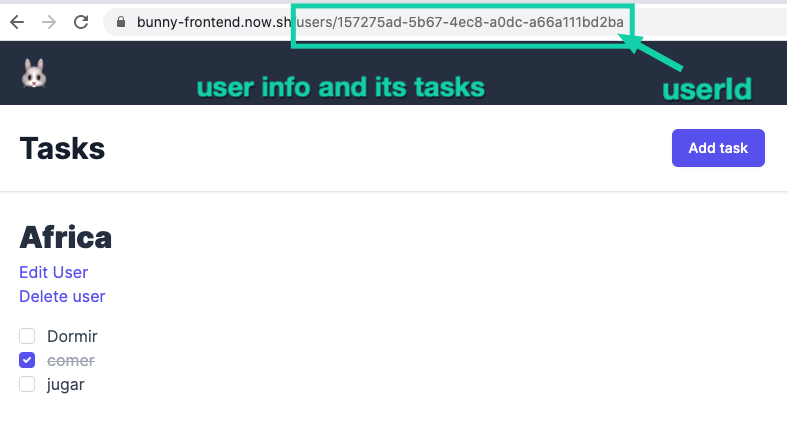 bunny-frontend.now.sh/users/157275ad-5b67-4ec8-a0dc-a66a111bd2ba
user info and its tasks
userId
Tasks
Add task
Africa
Edit User
Delete user
Dormir
comer
jugar